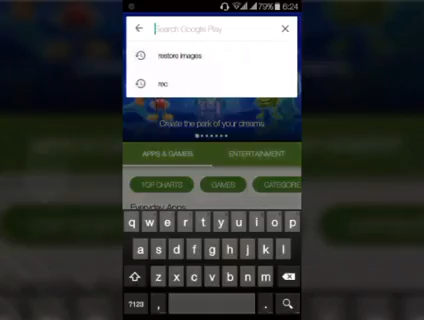 79% 6:24
Search Google Play
restore images
rec
Create the park of your dreams.
APPS & GAMES ENTERTAINMENT
TOP CHARTS GAMES CATEGORIE
Everyday Apps
q w e r t y u i o p
a s d f g h j k l
z x c v b n m
?123 , .